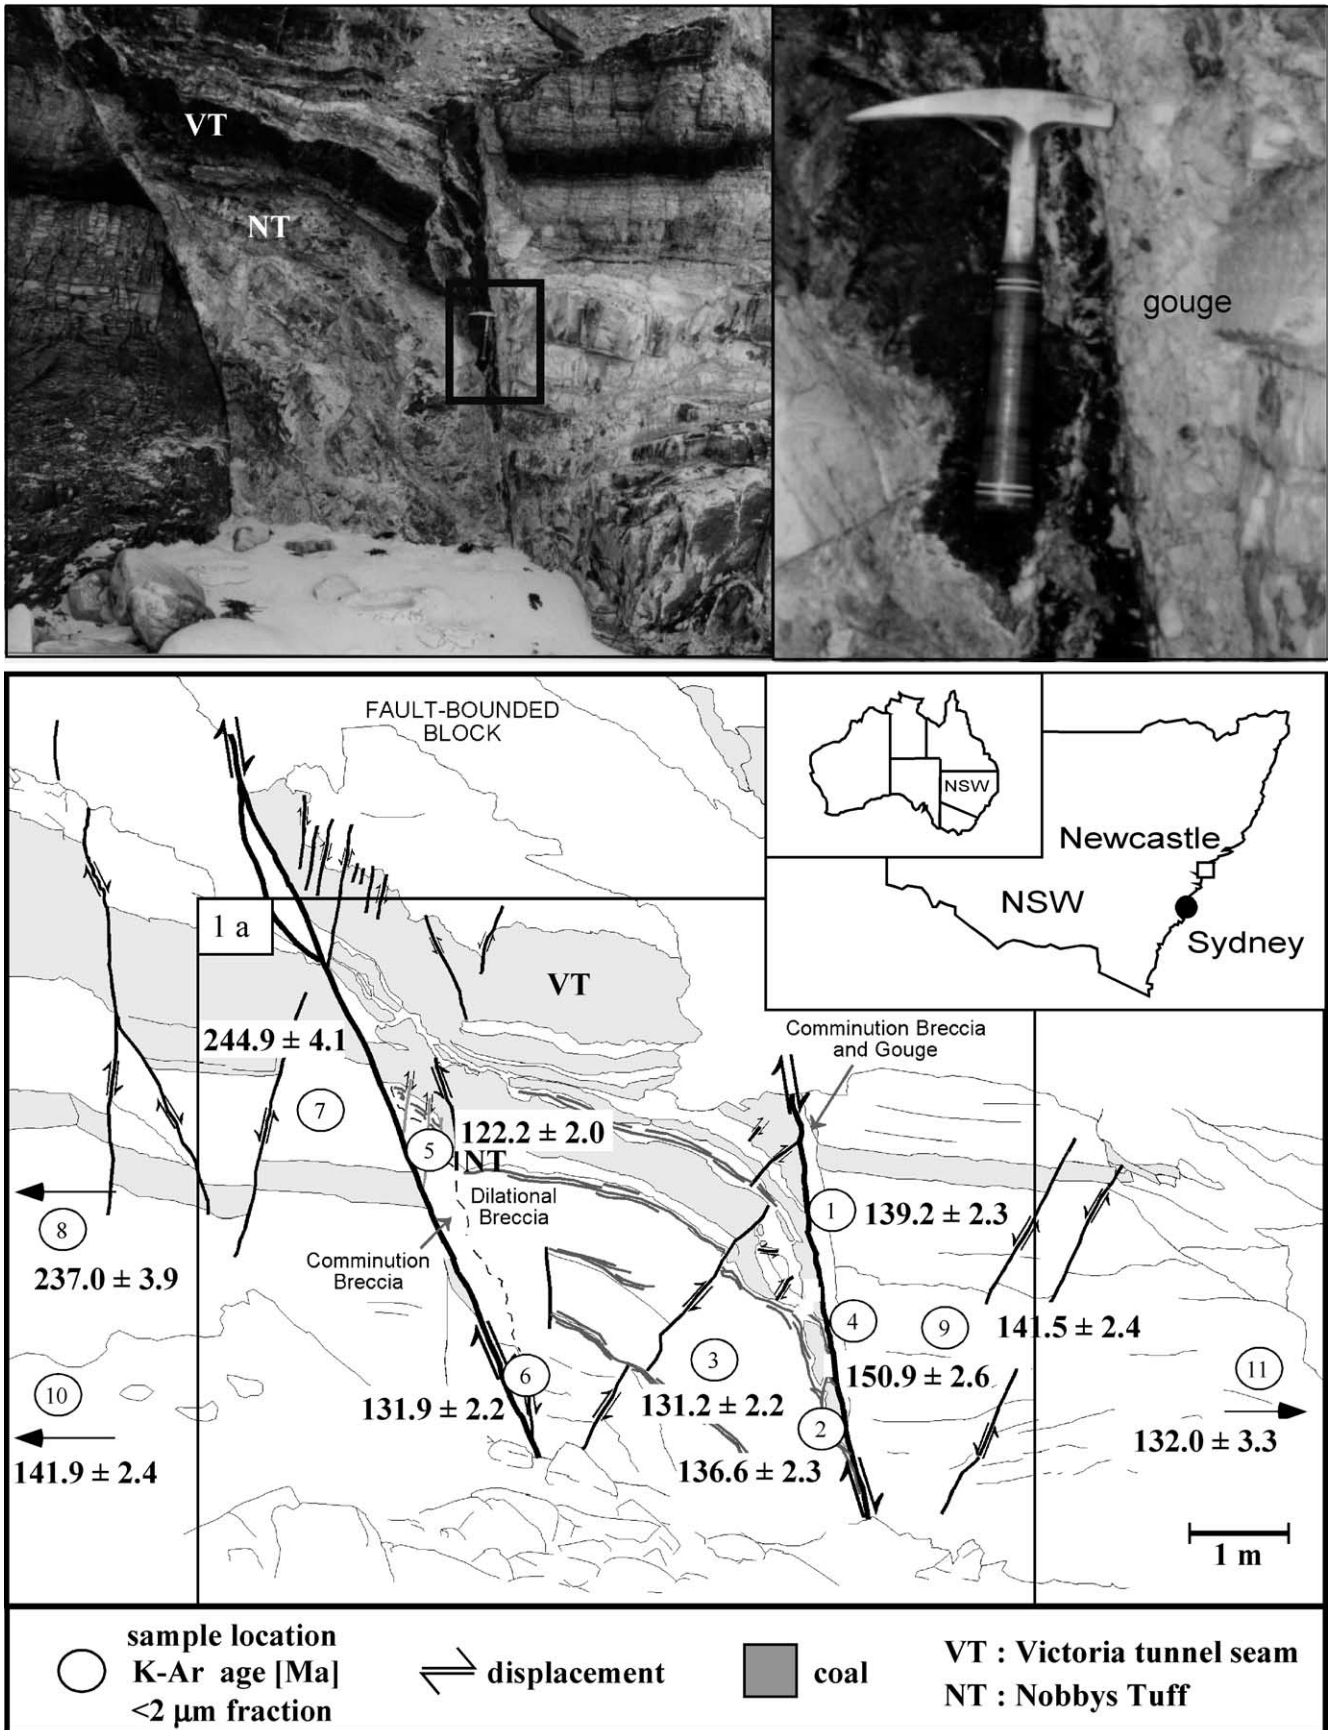 VT
NT
gouge
FAULT-BOUNDED
BLOCK
NSW
Newcastle
NSW
Sydney
1 a
VT
244.9 ± 4.1
7
Comminution Breccia
and Gouge
5
122.2 ± 2.0
NT
Dilational
Breccia
1
139.2 ± 2.3
8
237.0 ± 3.9
Comminution
Breccia
4
9
141.5 ± 2.4
3
150.9 ± 2.6
11
10
6
131.9 ± 2.2
131.2 ± 2.2
2
132.0 ± 3.3
141.9 ± 2.4
136.6 ± 2.3
1 m
sample location
K-Ar age [Ma]
<2 μm fraction
displacement
coal
VT : Victoria tunnel seam
NT : Nobbys Tuff